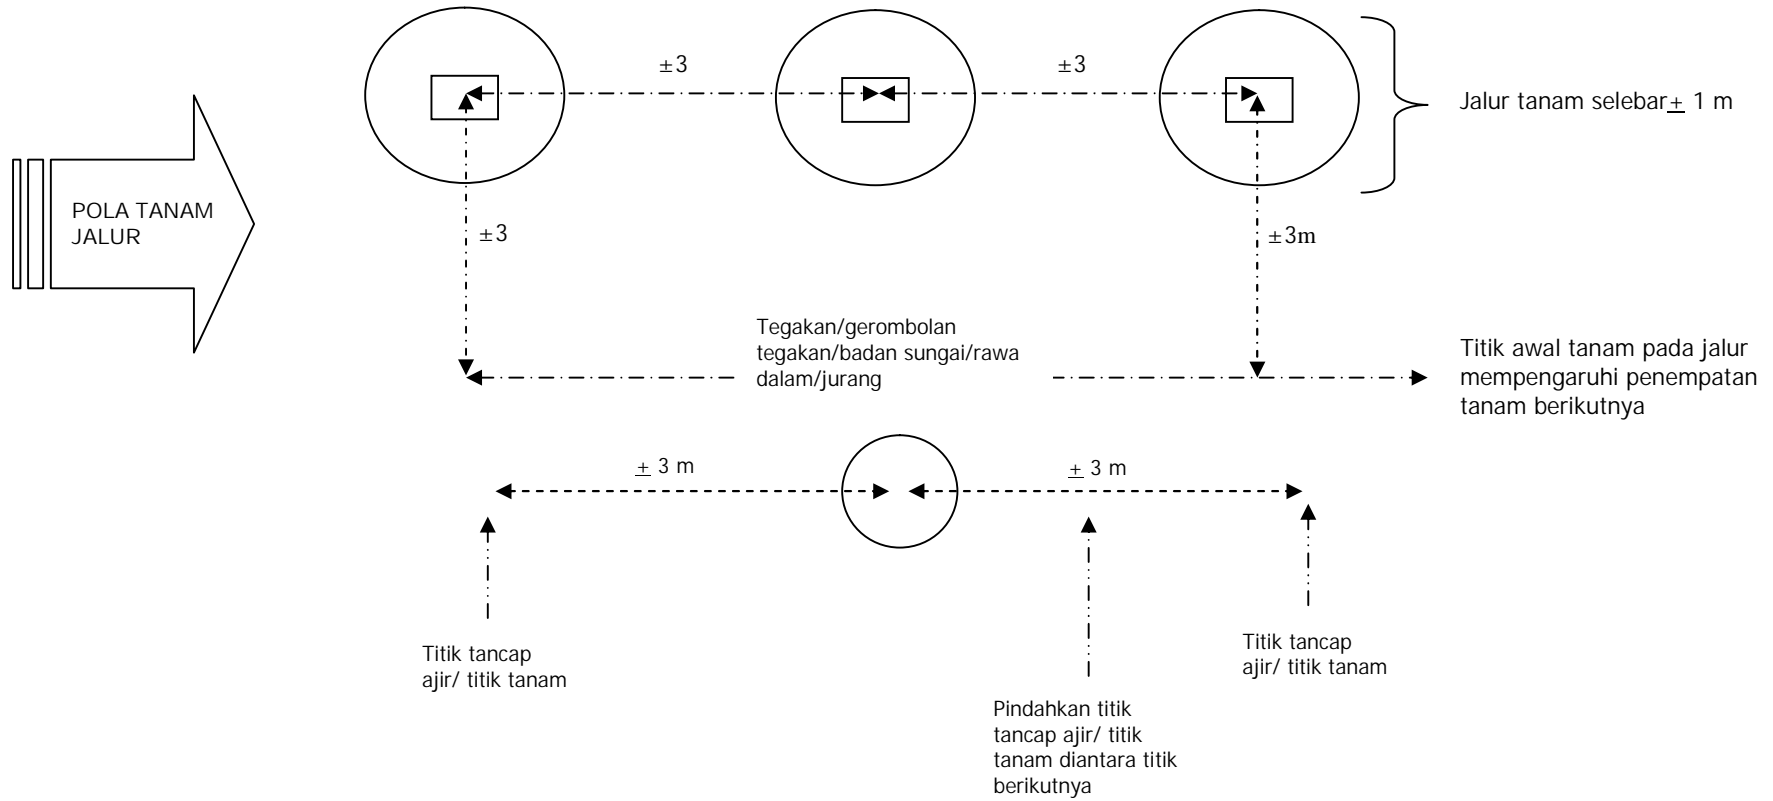 ±3
±3
Jalur tanam selebar± 1 m
POLA TANAM
JALUR
±3
±3m
Tegakan/gerombolan
tegakan/badan sungai/rawa
dalam/jurang
Titik awal tanam pada jalur
mempengaruhi penempatan
tanam berikutnya
± 3 m
± 3 m
Titik tancap
ajir/ titik tanam
Titik tancap
ajir/ titik tanam
Pindahkan titik
tancap ajir/ titik
tanam diantara titik
berikutnya